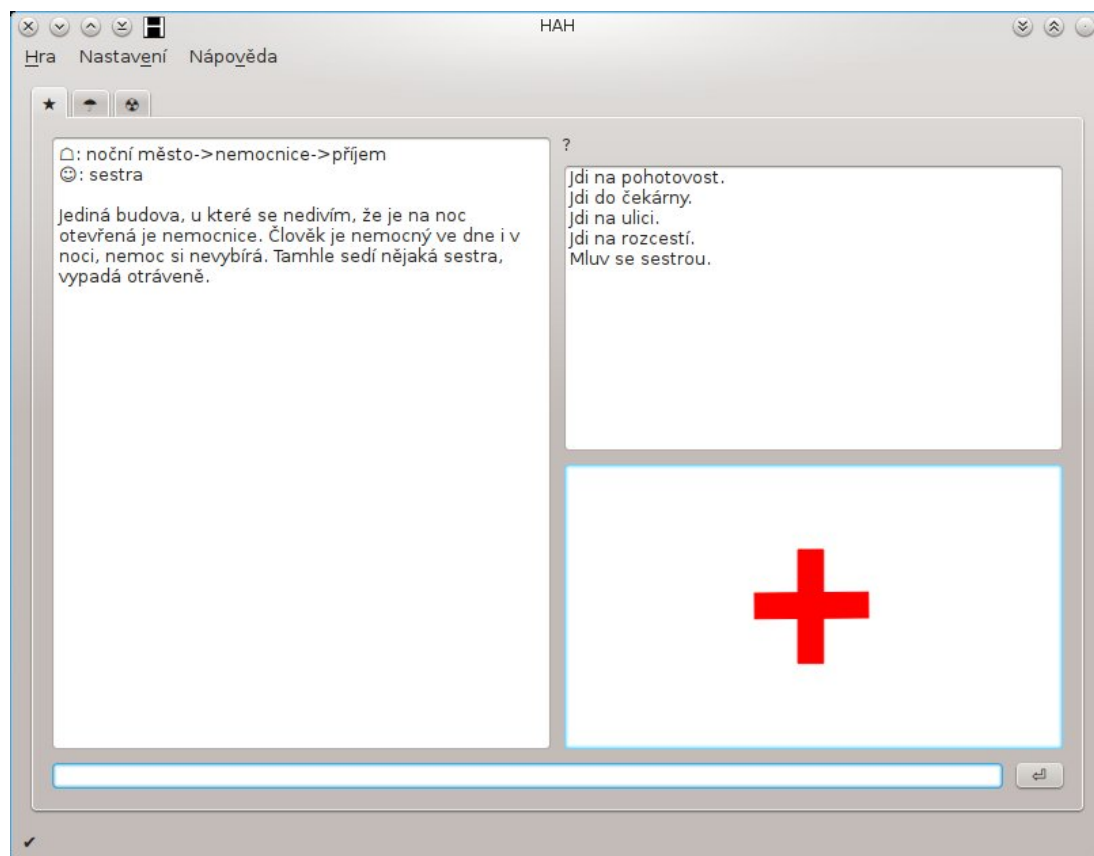 HAH
Hra Nastavení Nápověda
☖: noční město->nemocnice->příjem
☺: sestra
Jediná budova, u které se nedivím, že je na noc
otevřená je nemocnice. Člověk je nemocný ve dne i v
noci, nemoc si nevybírá. Tamhle sedí nějaká sestra,
vypadá otráveně.
?
Jdi na pohotovost.
Jdi do čekárny.
Jdi na ulici.
Jdi na rozcestí.
Mluv se sestrou.